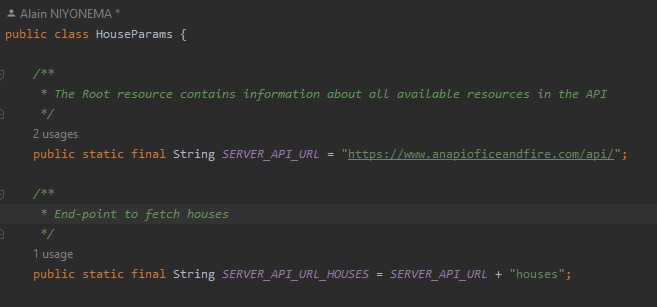 Alain NIYONEMA *
public class HouseParams {
/**
* The Root resource contains information about all available resources in the API
*/
2 usages
public static final String SERVER_API_URL = "https://www.anapioficeandfire.com/api/";
/**
* End-point to fetch houses
*/
1 usage
public static final String SERVER_API_URL_HOUSES = SERVER_API_URL + "houses";